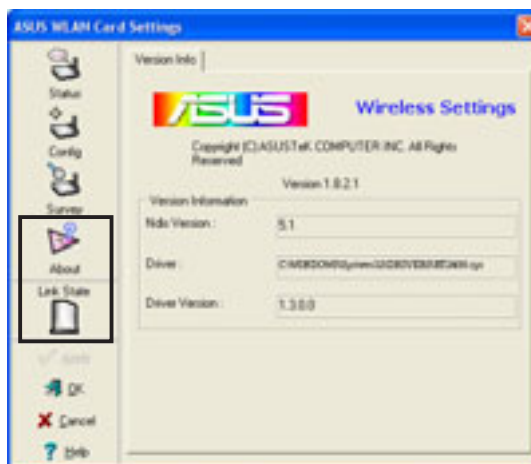 ASUS WLAN Card Settings
Status
Config
Survey
About
Link State
Apply
OK
Cancel
Help
Version Info
ASUS
Wireless Settings
Copyright (C) ASUSTeK COMPUTER INC. All Rights
Reserved
Version 1.8.2.1
Version Information
Ndis Version :
5.1
Driver :
Driver Version :
1.3.0.0